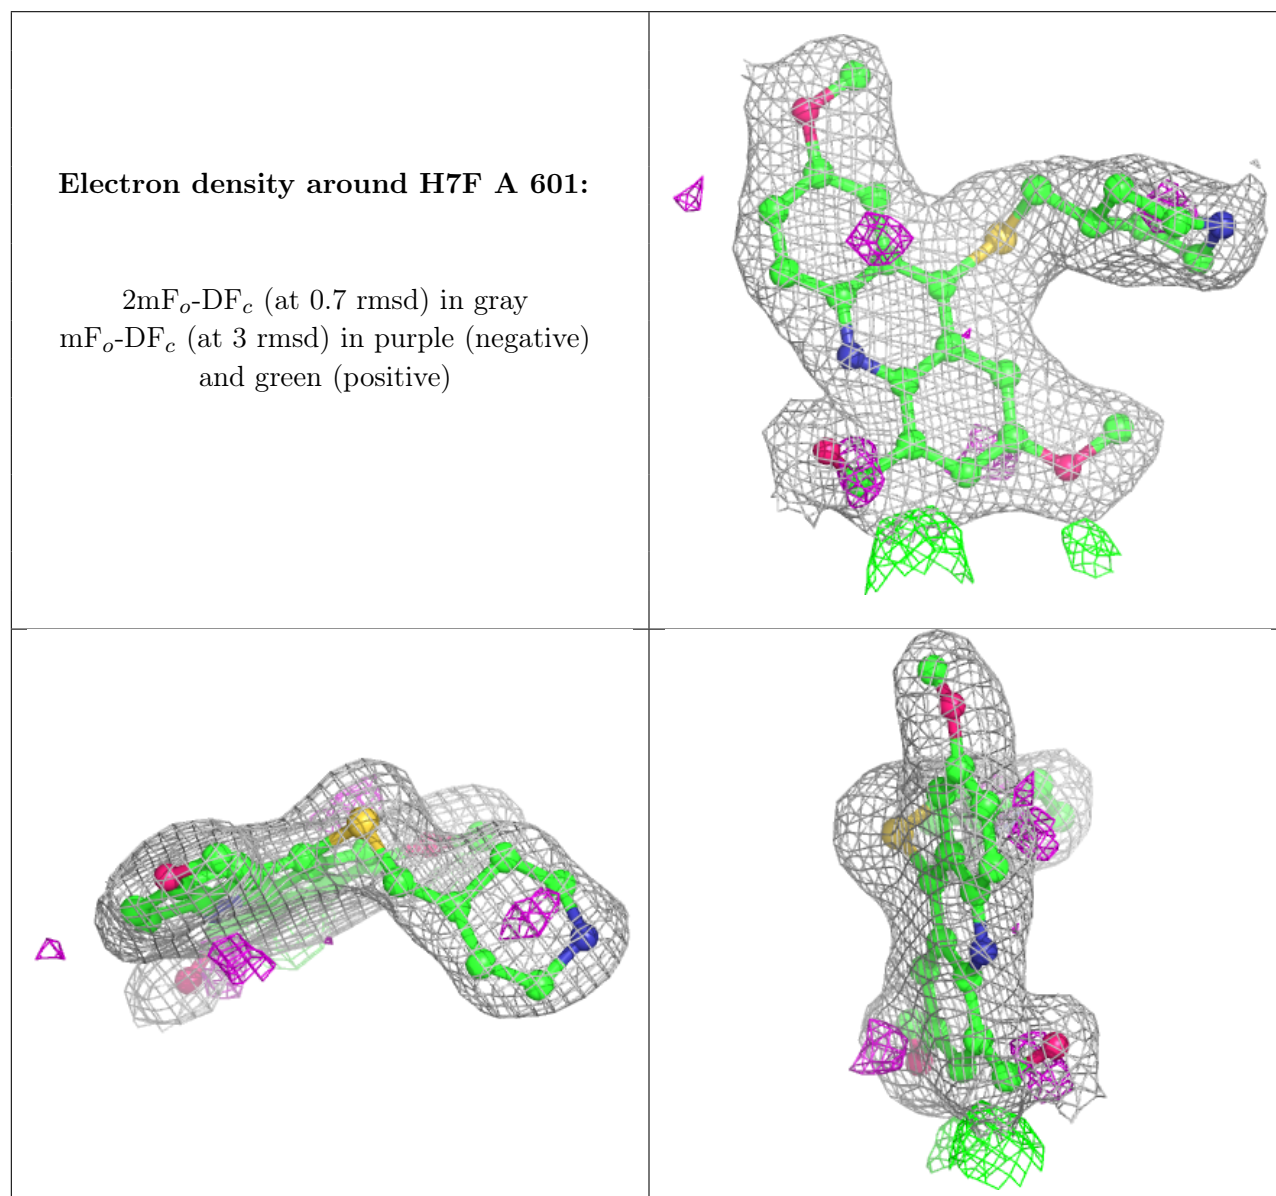 Electron density around H7F A 601:
2mFₒ-DF𝒸 (at 0.7 rmsd) in gray
mFₒ-DF𝒸 (at 3 rmsd) in purple (negative)
and green (positive)